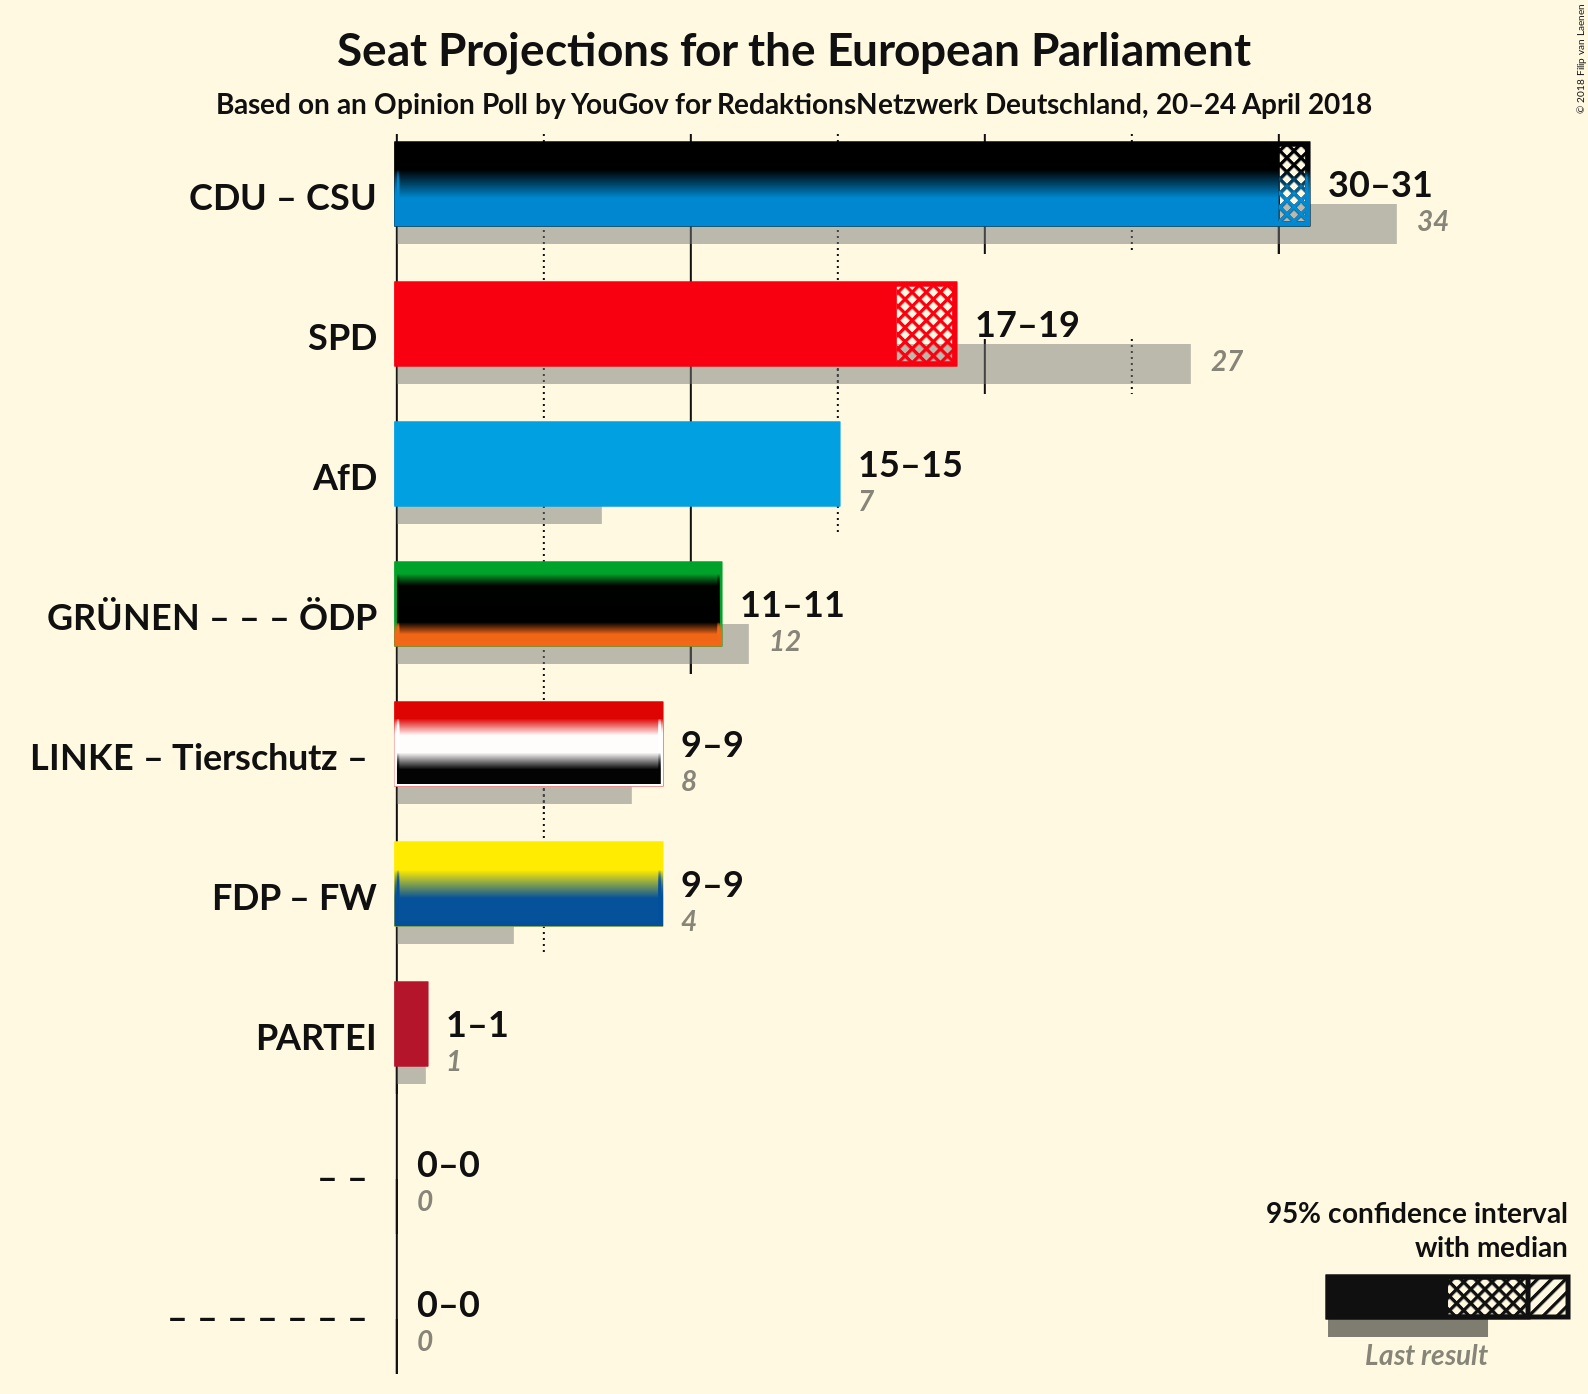 Seat Projections for the European Parliament
Based on an Opinion Poll by YouGov for RedaktionsNetzwerk Deutschland, 20–24 April 2018
© 2018 Filip van Laenen
CDU – CSU
30–31
34
SPD
17–19
27
AfD
15–15
7
GRÜNEN – – – ÖDP
11–11
12
LINKE – Tierschutz –
9–9
8
FDP – FW
9–9
4
PARTEI
1–1
1
– –
0–0
0
– – – – – – –
0–0
0
95% confidence interval
with median
Last result